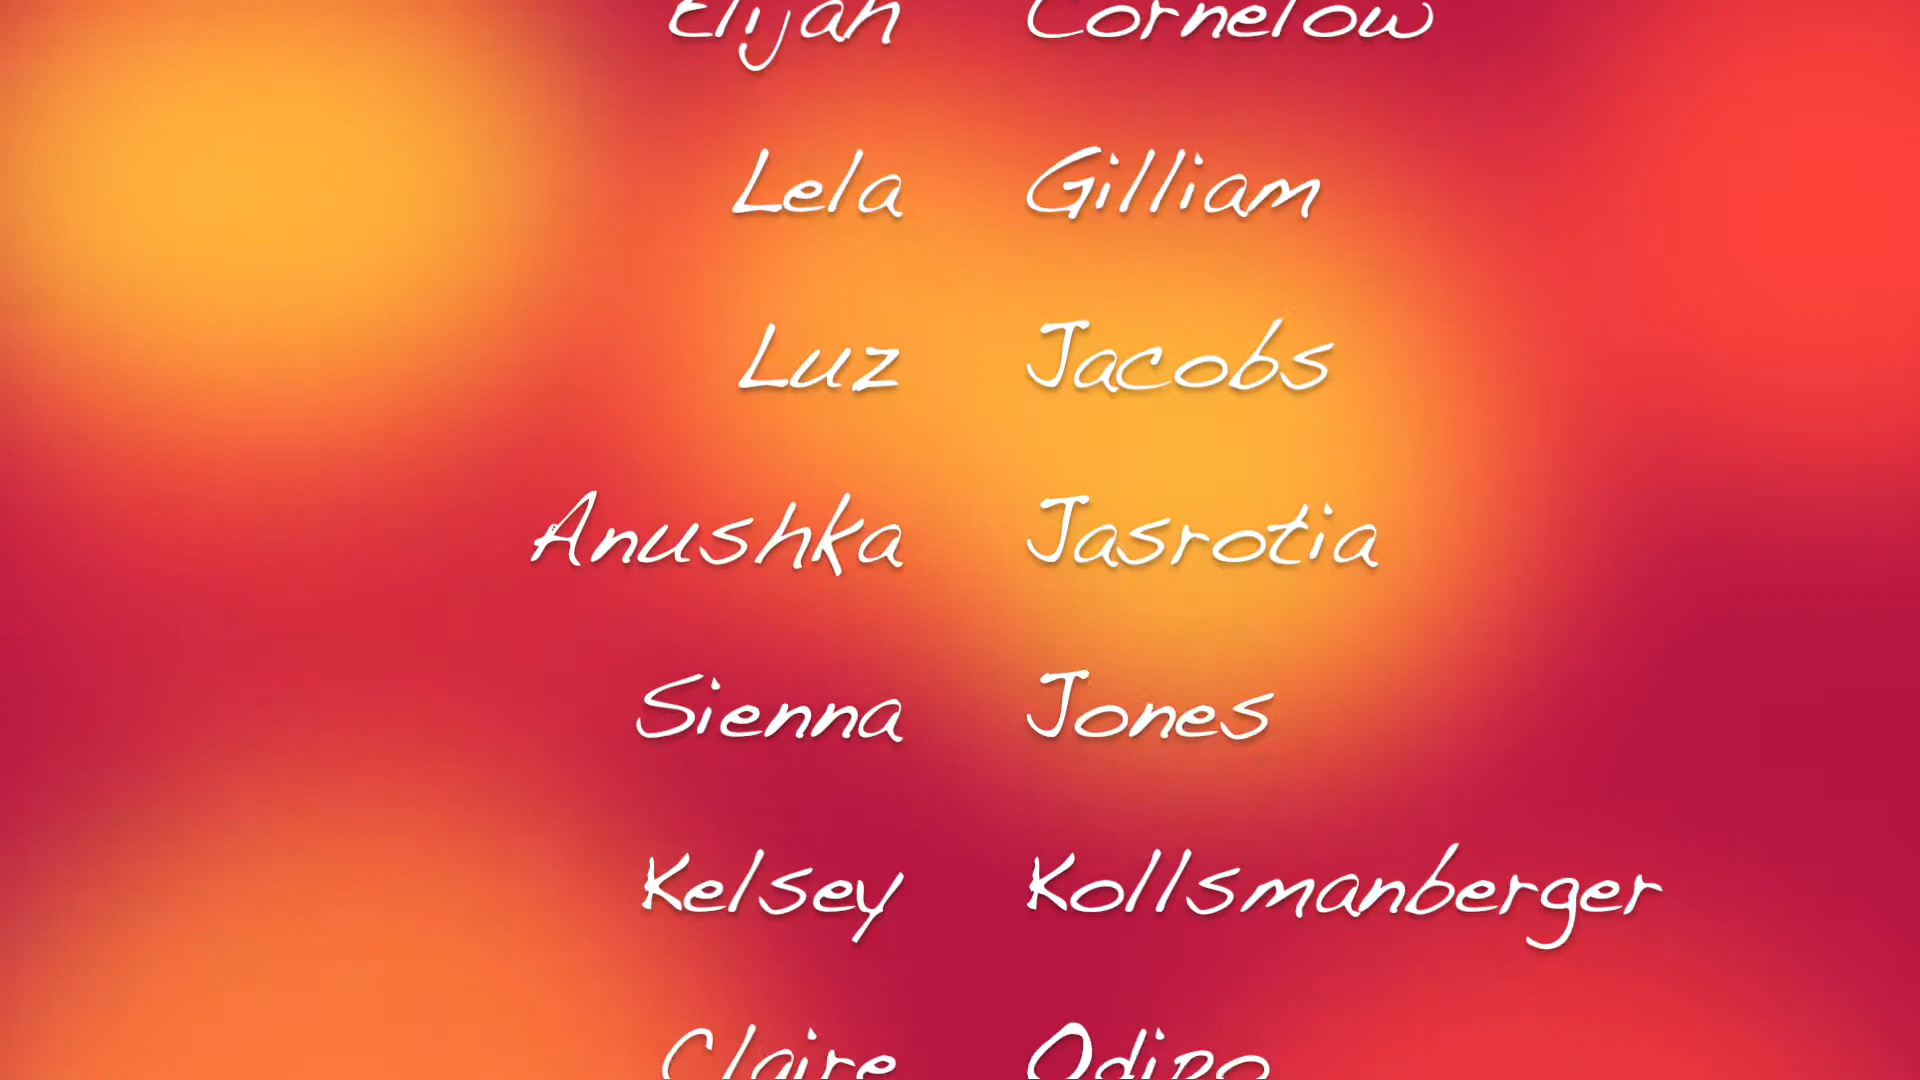 Elijah Cornelow
Lela Gilliam
Luz Jacobs
Anushka Jasrotia
Sienna Jones
Kelsey Kollsmanberger
Claire Odipo